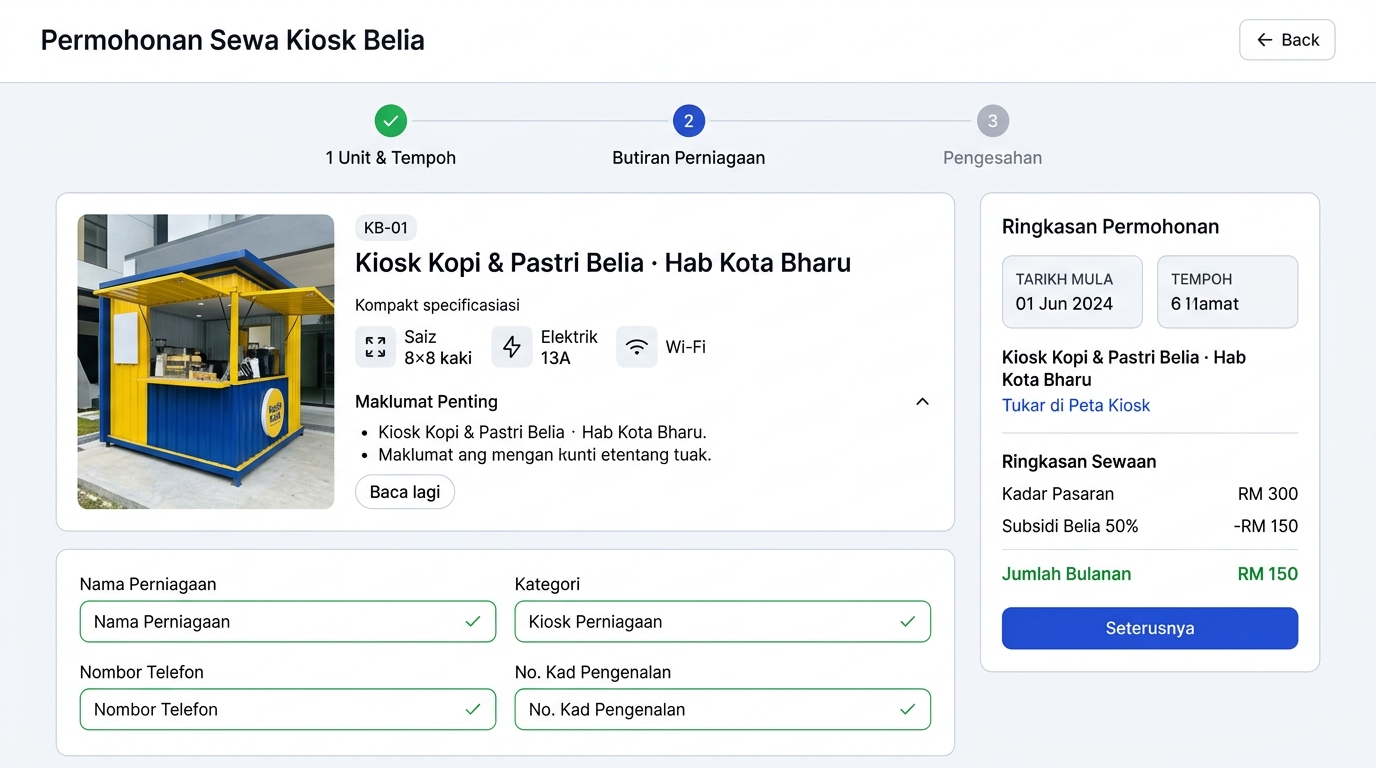 Permohonan Sewa Kiosk Belia
← Back
2
3
1 Unit & Tempoh
Butiran Perniagaan
Pengesahan
KB-01
Kiosk Kopi & Pastri Belia · Hab Kota Bharu
Kompakt specificasiasi
Saiz
8×8 kaki
Elektrik
13A
Wi-Fi
Maklumat Penting
• Kiosk Kopi & Pastri Belia · Hab Kota Bharu.
• Maklumat ang mengan kunti etentang tuak.
Baca lagi
Nama Perniagaan
Nama Perniagaan
Kategori
Kiosk Perniagaan
Nombor Telefon
Nombor Telefon
No. Kad Pengenalan
No. Kad Pengenalan
Ringkasan Permohonan
TARIKH MULA
01 Jun 2024
TEMPOH
6
Kiosk Kopi & Pastri Belia · Hab
Kota Bharu
Tukar di Peta Kiosk
Ringkasan Sewaan
Kadar Pasaran RM 300
Subsidi Belia 50% -RM 150
Jumlah Bulanan RM 150
Seterusnya